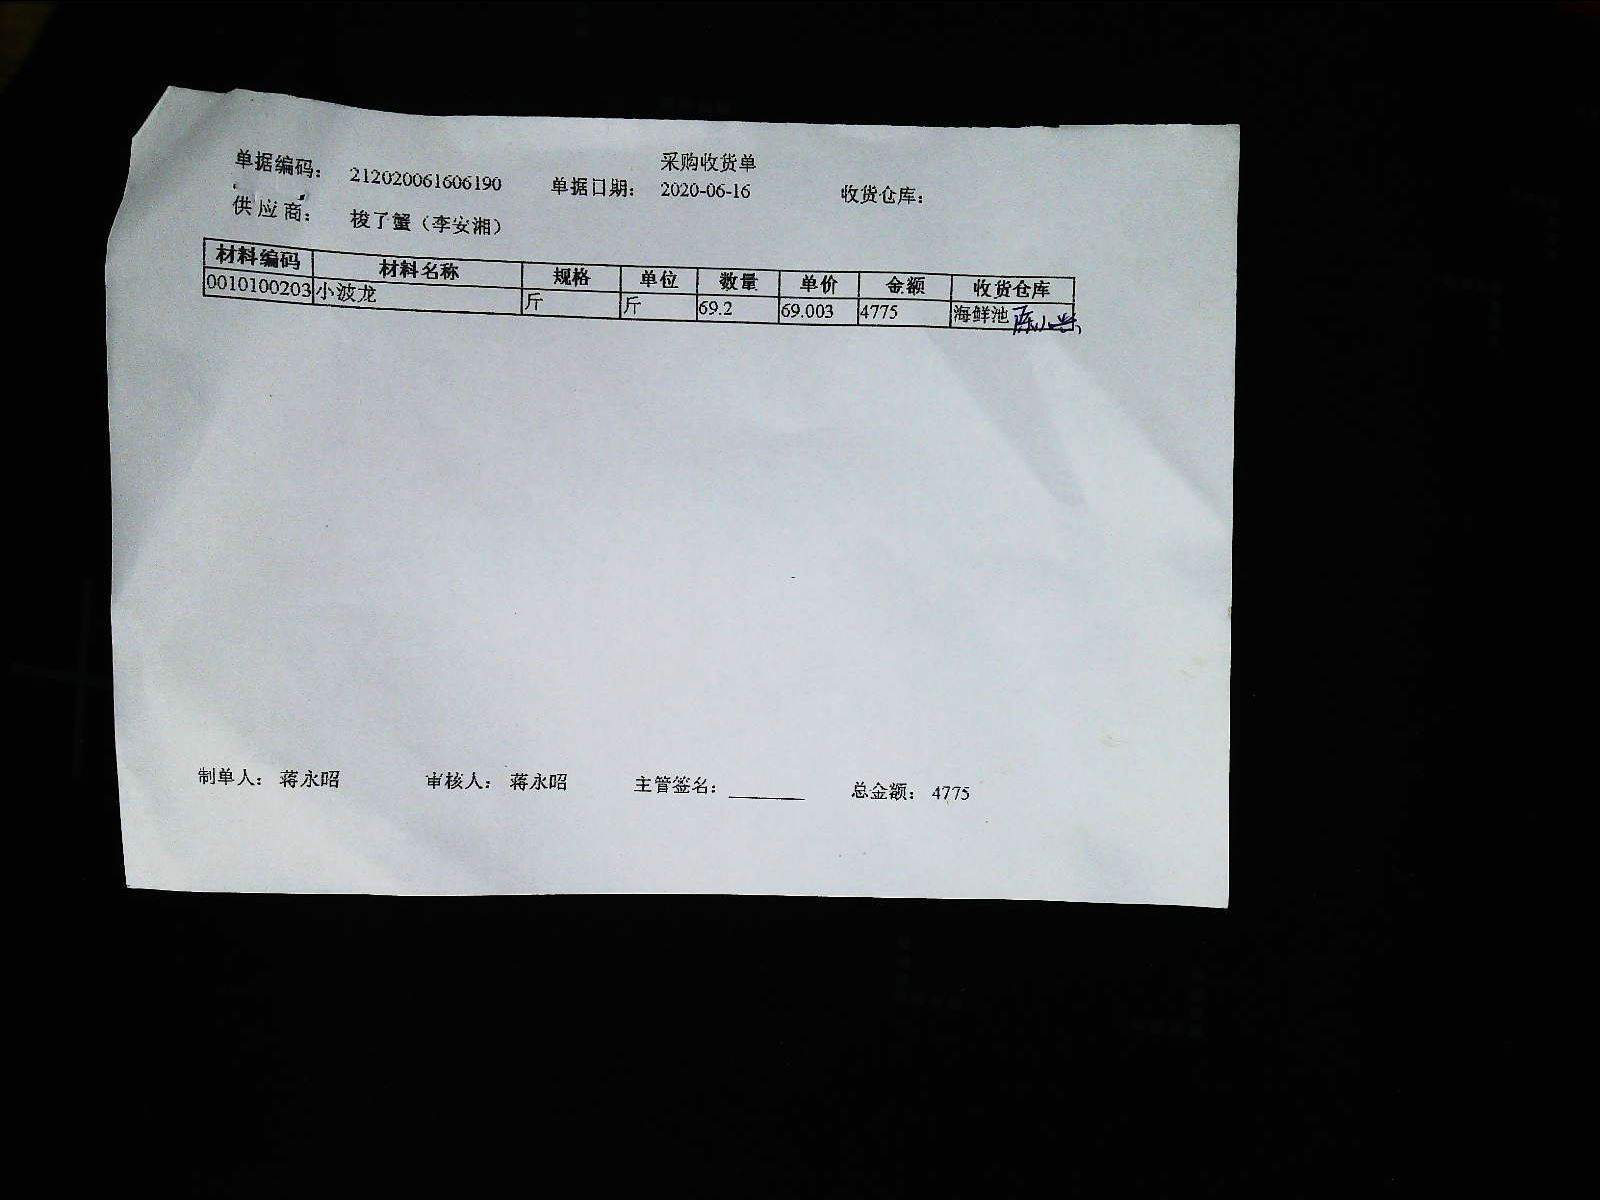 采购收货单
单据编码： 212020061606190 单据日期： 2020-06-16 收货仓库：
供应商： 梭了蟹（李安湘）
材料编码 材料名称 规格 单位 数量 单价 金额 收货仓库
0010100203 小波龙 斤 斤 69.2 69.003 4775 海鲜池
制单人： 蒋永昭 审核人： 蒋永昭 主管签名： 总金额： 4775